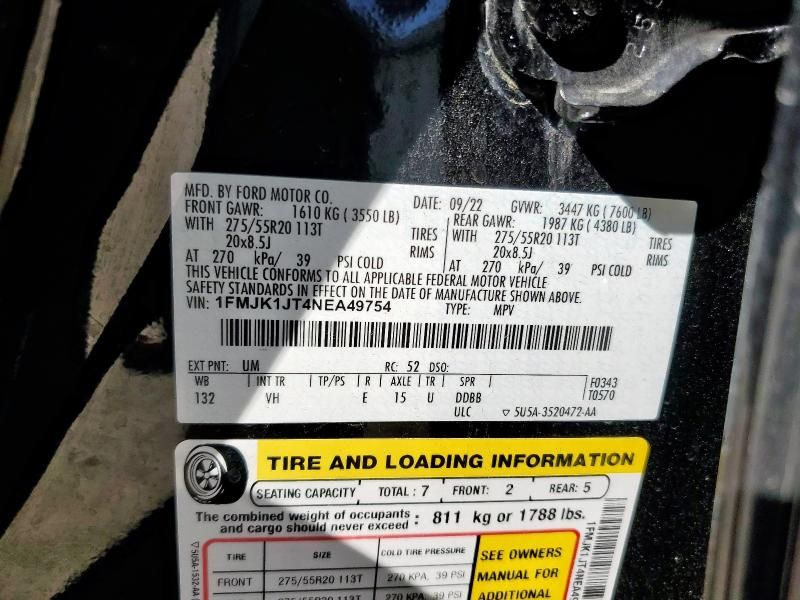 MFD. BY FORD MOTOR CO.
DATE: 09/22 GVWR: 3447 KG (7600 LB)
FRONT GAWR: 1610 KG (3550 LB) REAR GAWR: 1987 KG (4380 LB)
WITH 275/55R20 113T TIRES WITH 275/55R20 113T TIRES
20x8.5J RIMS 20x8.5J RIMS
AT 270 kPa/ 39 PSI COLD AT 270 kPa/ 39 PSI COLD
THIS VEHICLE CONFORMS TO ALL APPLICABLE FEDERAL MOTOR VEHICLE
SAFETY STANDARDS IN EFFECT ON THE DATE OF MANUFACTURE SHOWN ABOVE.
VIN: 1FMJK1JT4NEA49754 TYPE: MPV
EXT PNT: UM RC: 52 DSO:
WB INT TR TP/PS R AXLE TR SPR F0343
132 VH E 15 U DDBB T0570
ULC 5U5A-3520472-AA
TIRE AND LOADING INFORMATION
SEATING CAPACITY TOTAL : 7 FRONT: 2 REAR: 5
The combined weight of occupants
and cargo should never exceed : 811 kg or 1788 lbs.
TIRE SIZE COLD TIRE PRESSURE
FRONT 275/55R20 113T 270 KPA, 39 PSI
SEE OWNERS
MANUAL FOR
ADDITIONAL